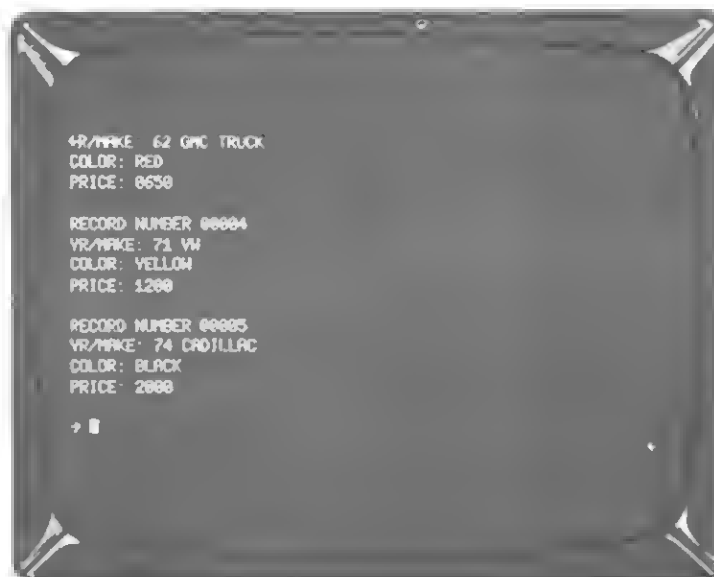 YR/MAKE 62 GMC TRUCK
COLOR: RED
PRICE: 0650
RECORD NUMBER 00004
YR/MAKE: 71 VW
COLOR: YELLOW
PRICE: 1200
RECORD NUMBER 00005
YR/MAKE: 74 CADILLAC
COLOR: BLACK
PRICE: 2000
→